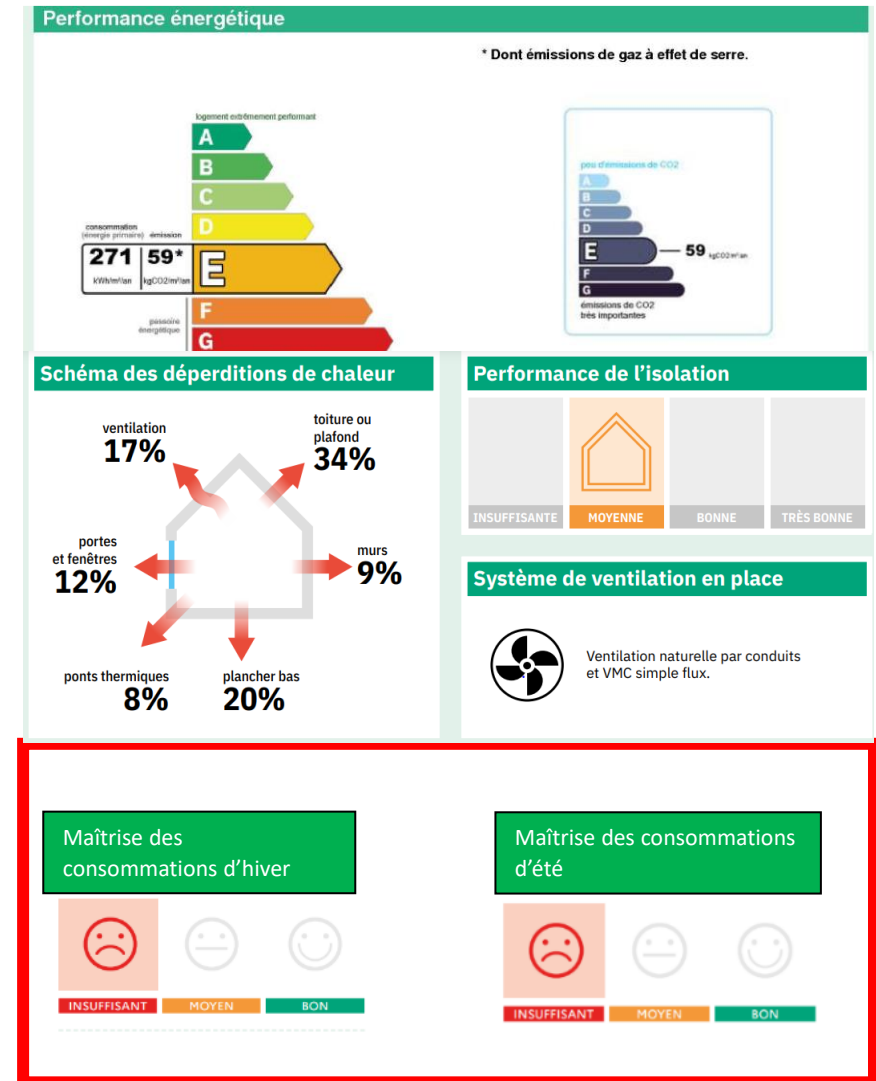 Performance énergétique
* Dont émissions de gaz à effet de serre.
logement extrêmement performant
A
B
C
D
consommation
(énergie primaire) émission
271 59*
kWh/m²/an kgCO2/m²/an
E
passoire
énergétique
F
G
peu d'émissions de CO2
A
B
C
D
E
59 kgCO2/m²/an
F
G
émissions de CO2
très importantes
Schéma des déperditions de chaleur
ventilation
17%
toiture ou
plafond
34%
portes
et fenêtres
12%
murs
9%
ponts thermiques
8%
plancher bas
20%
Performance de l'isolation
INSUFFISANTE MOYENNE BONNE TRÈS BONNE
Système de ventilation en place
Ventilation naturelle par conduits
et VMC simple flux.
Maîtrise des
consommations d'hiver
INSUFFISANT MOYEN BON
Maîtrise des consommations
d'été
INSUFFISANT MOYEN BON